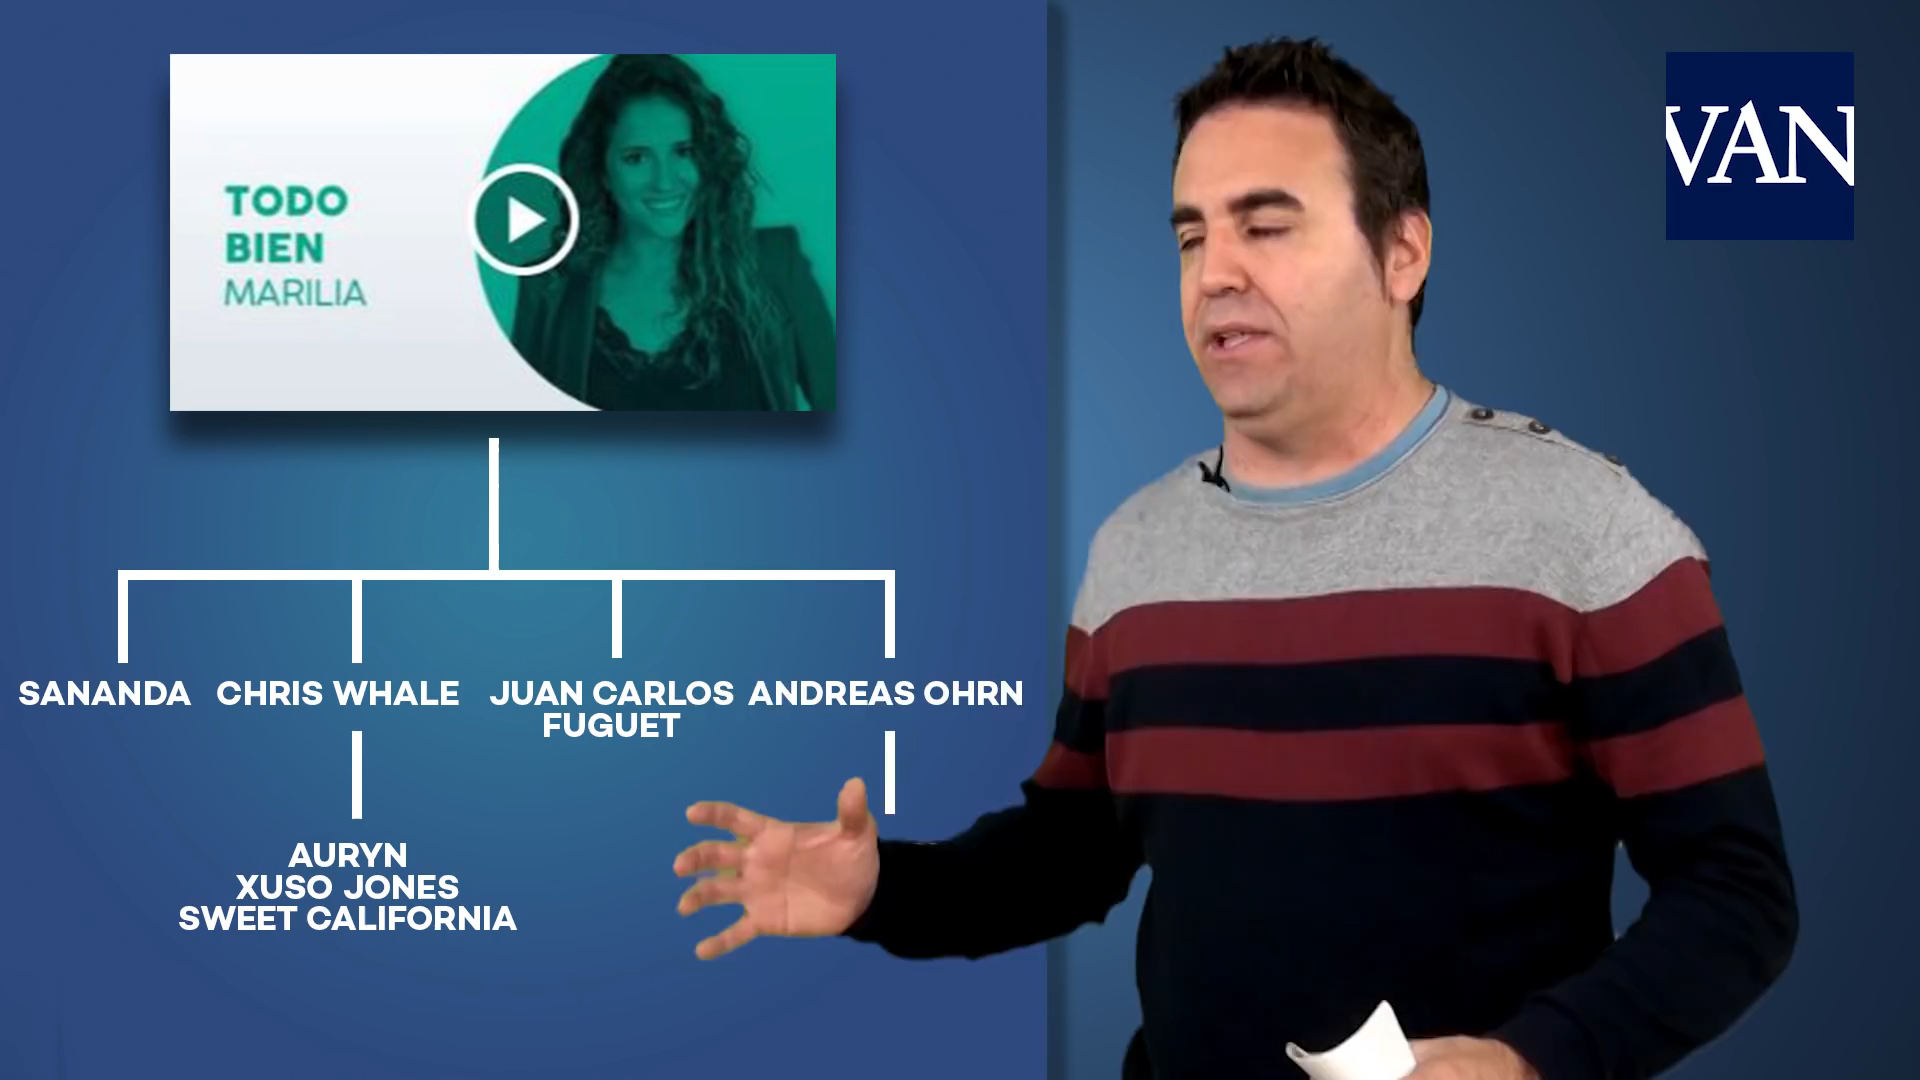 TODO
BIEN
MARILIA
VAN
SANANDA
CHRIS WHALE
JUAN CARLOS
FUGUET
ANDREAS OHRN
AURYN
XUSO JONES
SWEET CALIFORNIA